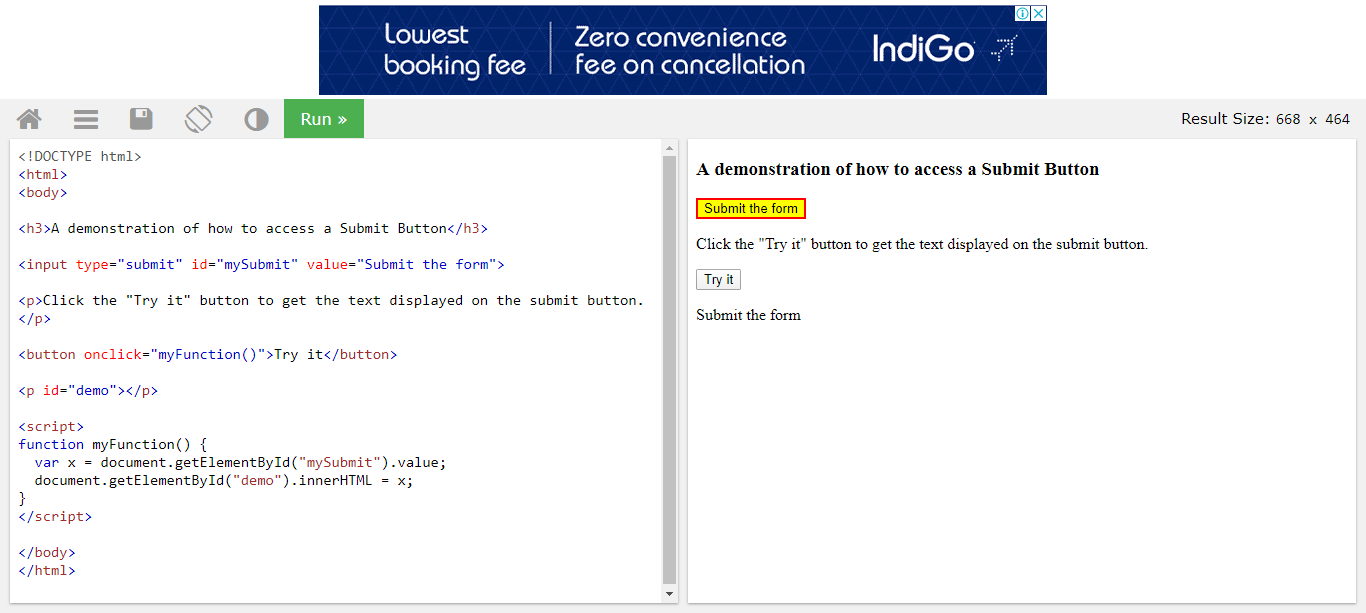 Lowest
booking fee
Zero convenience
fee on cancellation
IndiGo
Run »
Result Size: 668 x 464
<!DOCTYPE html>
<html>
<body>
<h3>A demonstration of how to access a Submit Button</h3>
<input type="submit" id="mySubmit" value="Submit the form">
<p>Click the "Try it" button to get the text displayed on the submit button.
</p>
<button onclick="myFunction()">Try it</button>
<p id="demo"></p>
<script>
function myFunction() {
  var x = document.getElementById("mySubmit").value;
  document.getElementById("demo").innerHTML = x;
}
</script>
</body>
</html>
A demonstration of how to access a Submit Button
Submit the form
Click the "Try it" button to get the text displayed on the submit button.
Try it
Submit the form